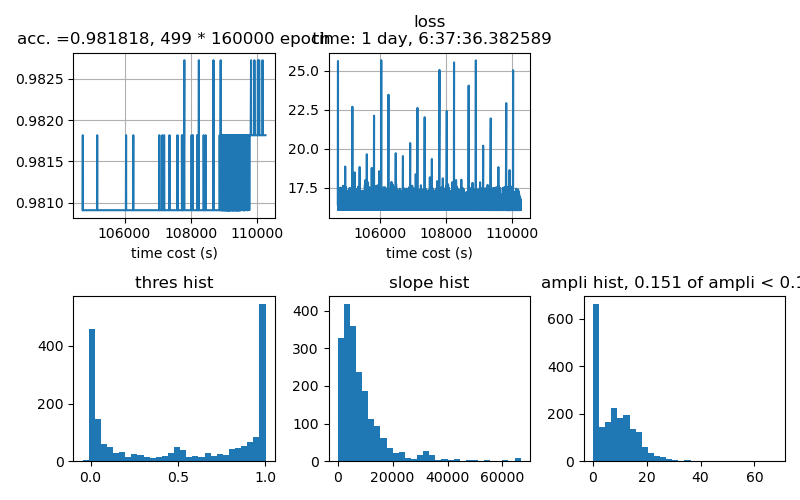 loss
acc. =0.981818, 499 * 160000 epoch
time: 1 day, 6:37:36.382589
0.9825
0.9820
0.9815
0.9810
106000 108000 110000
time cost (s)
25.0
22.5
20.0
17.5
106000 108000 110000
time cost (s)
thres hist
400
200
0
0.0 0.5 1.0
slope hist
400
300
200
100
0
0 20000 40000 60000
ampli hist, 0.151 of ampli < 0.1
600
400
200
0
0 20 40 60